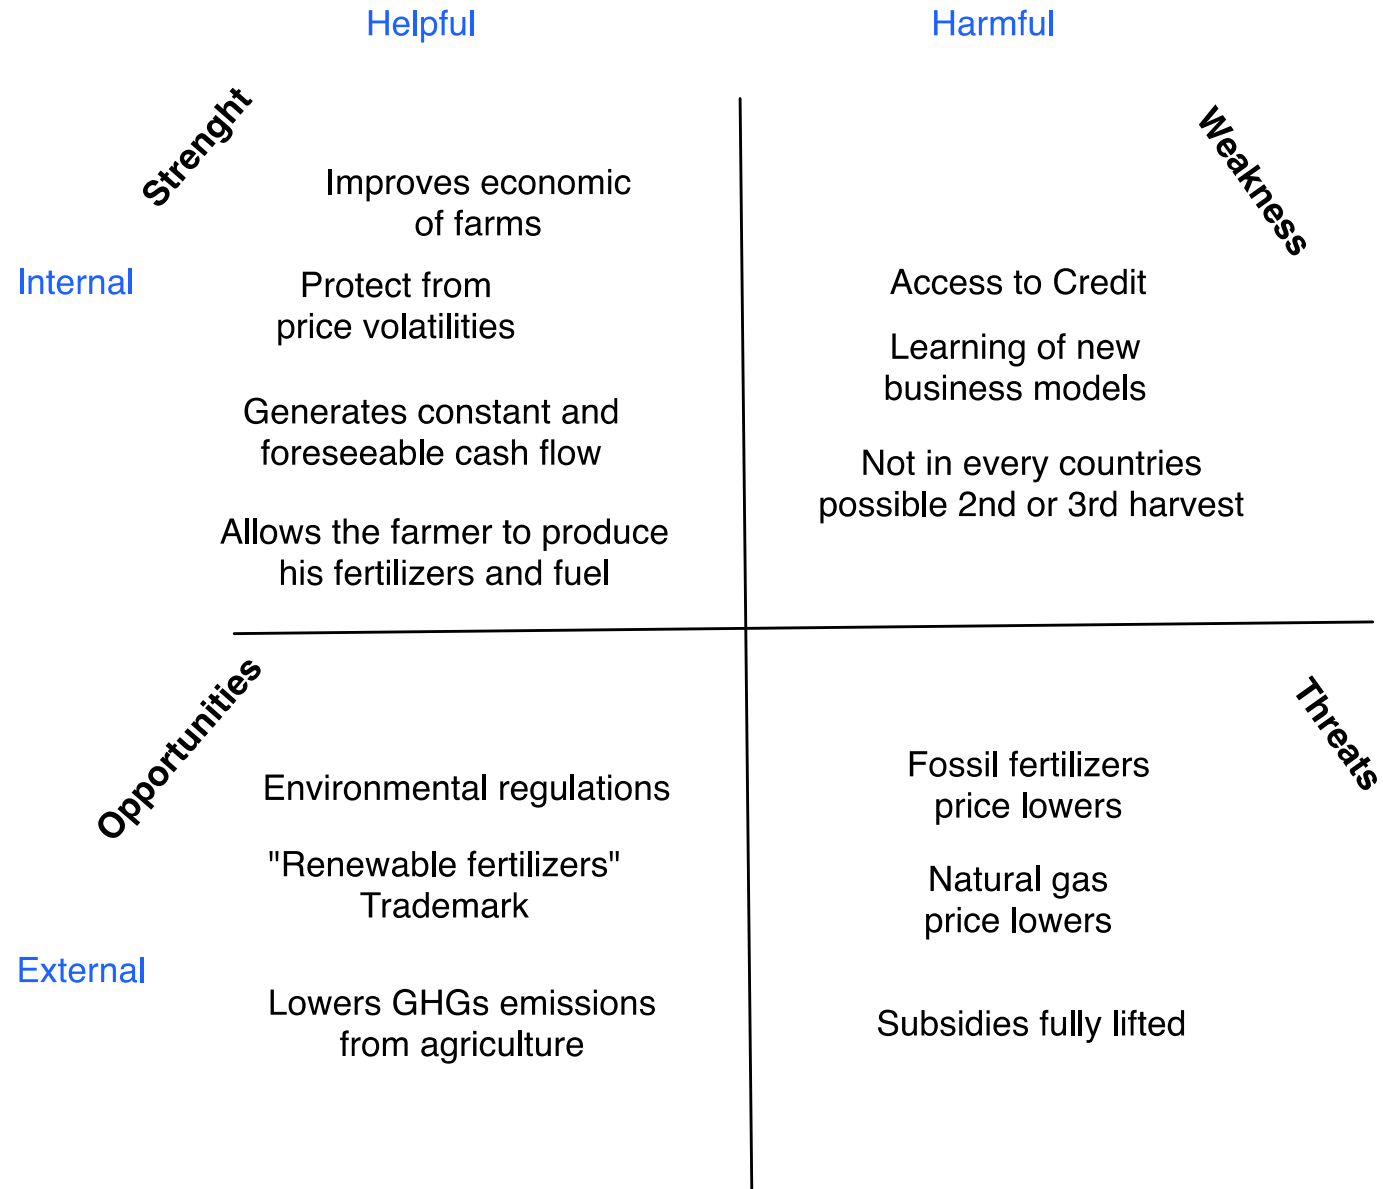 Helpful
Harmful
Strenght
Weakness
Internal
Improves economic
of farms
Protect from
price volatilities
Generates constant and
foreseeable cash flow
Allows the farmer to produce
his fertilizers and fuel
Access to Credit
Learning of new
business models
Not in every countries
possible 2nd or 3rd harvest
Opportunities
Threats
External
Environmental regulations
"Renewable fertilizers"
Trademark
Lowers GHGs emissions
from agriculture
Fossil fertilizers
price lowers
Natural gas
price lowers
Subsidies fully lifted